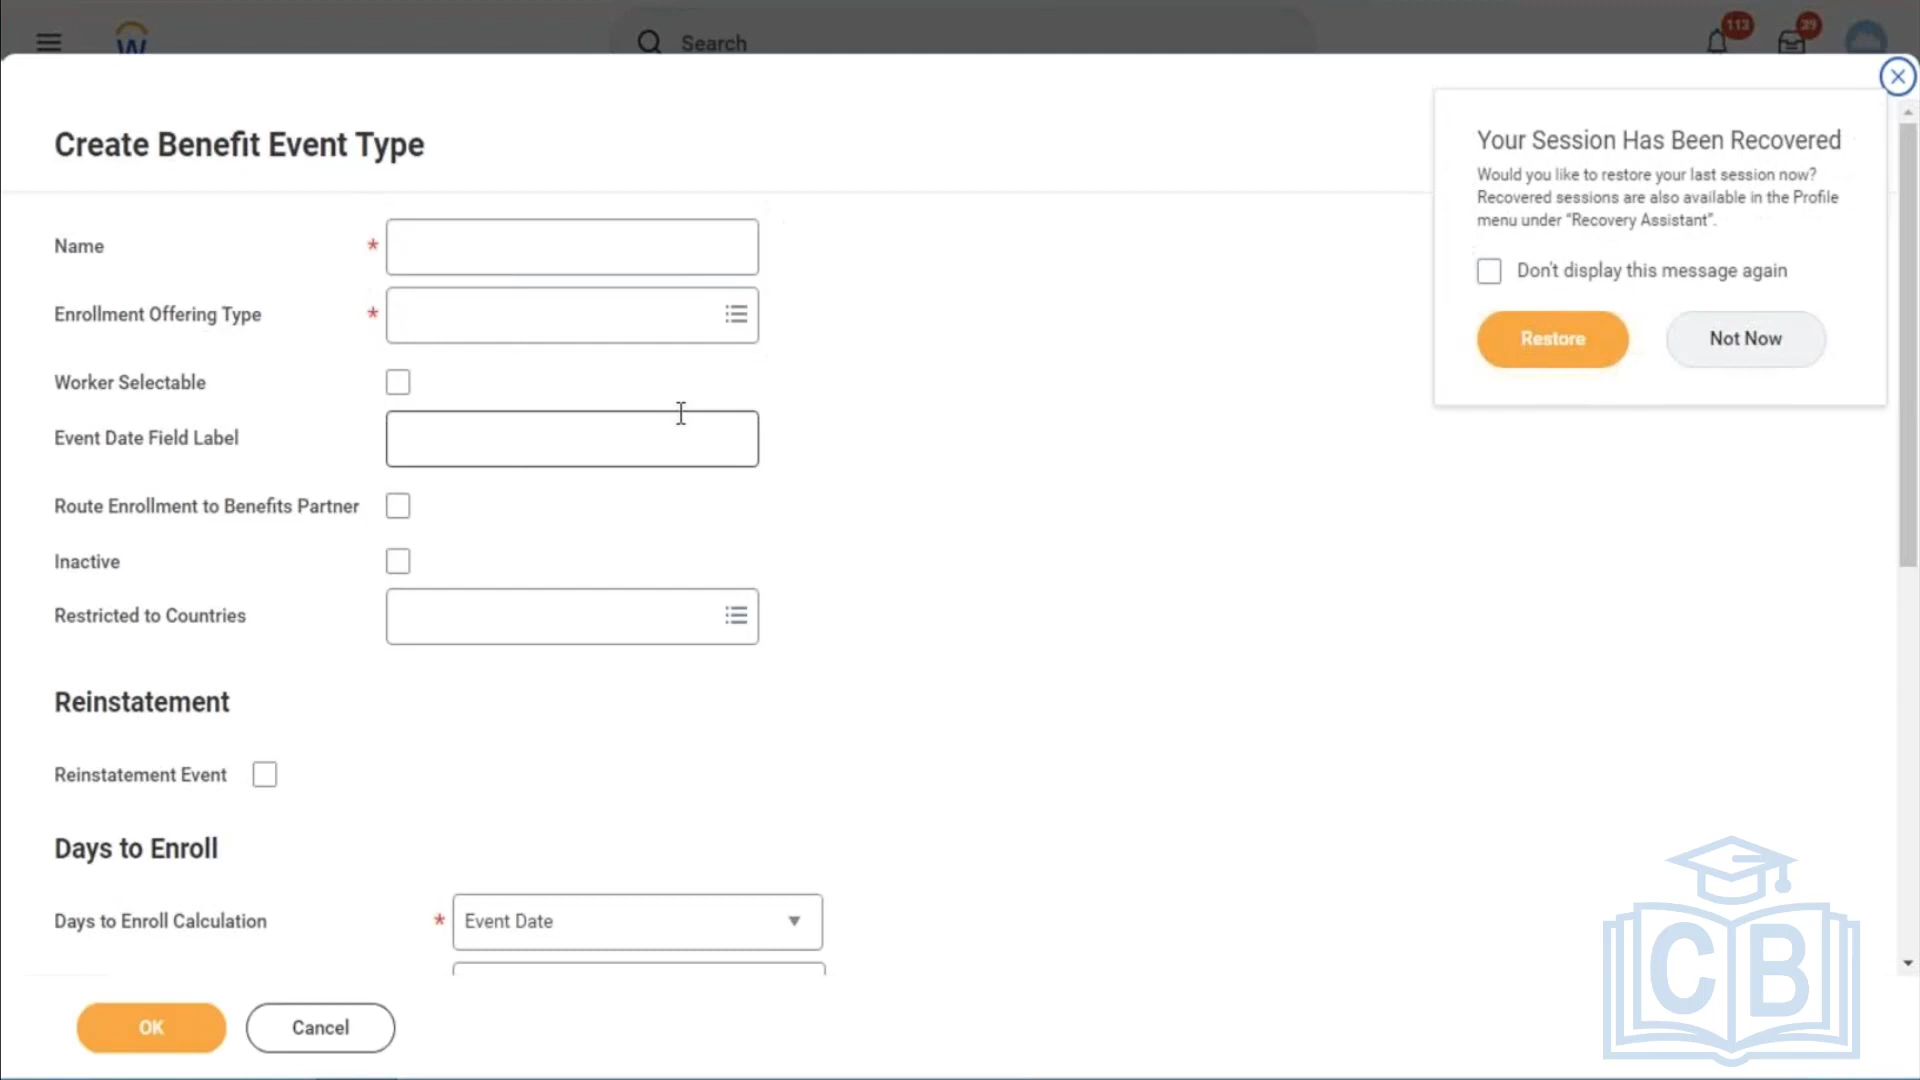 W
Search
113
39
Create Benefit Event Type
Your Session Has Been Recovered
Would you like to restore your last session now?
Recovered sessions are also available in the Profile
menu under “Recovery Assistant”.
Don't display this message again
Restore
Not Now
Name *
Enrollment Offering Type *
Worker Selectable
Event Date Field Label
Route Enrollment to Benefits Partner
Inactive
Restricted to Countries
Reinstatement
Reinstatement Event
Days to Enroll
Days to Enroll Calculation * Event Date
OK
Cancel
CB